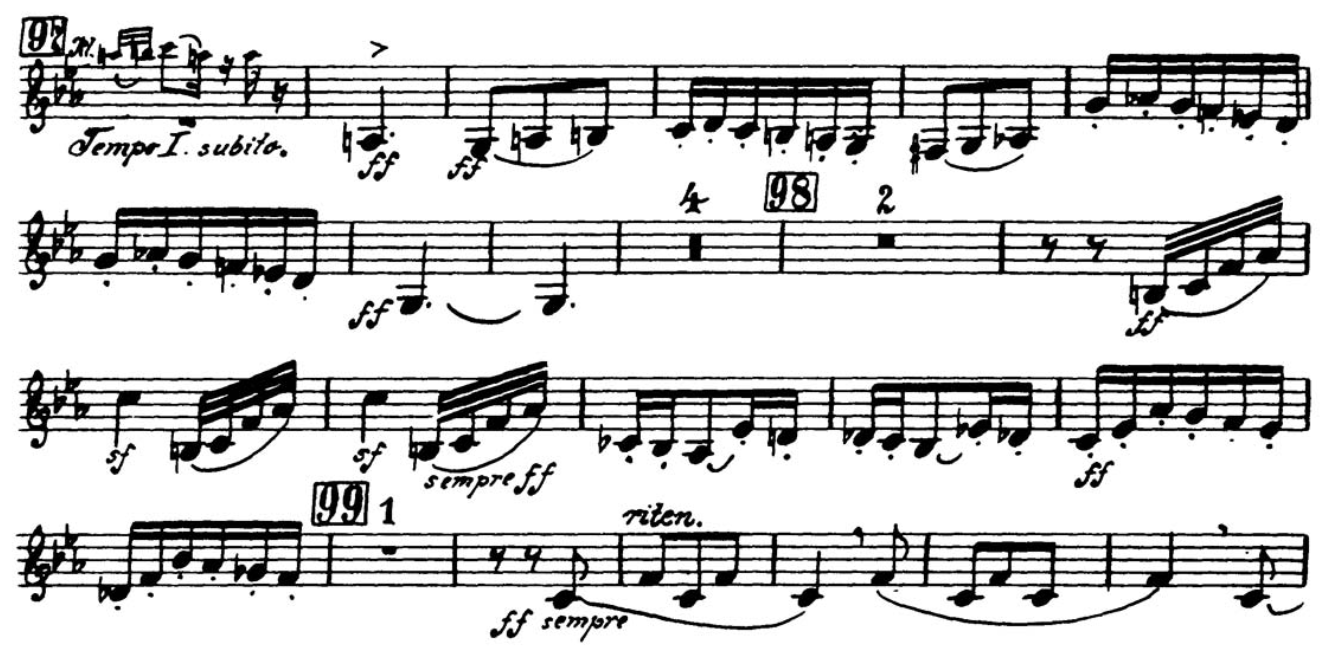 97
Tempo I. subito.
ff ff
4 98 2
ff ff
sf sf sempre ff ff
99 1 riten.
ff sempre